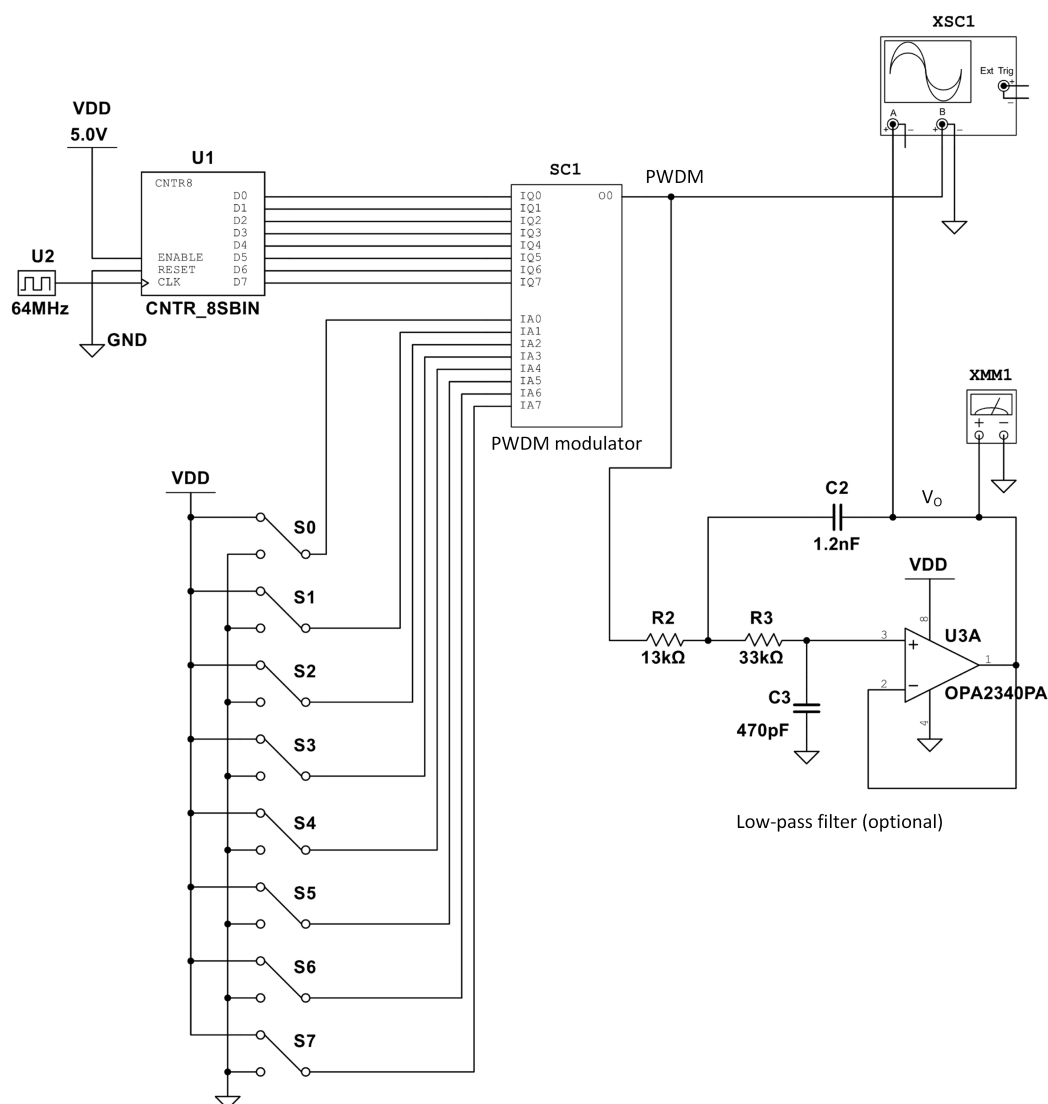 XSC1
Ext Trig
+
_
A
B
+ _ + _
VDD
5.0V
U1
CNTR8
D0
D1
D2
D3
D4
D5
D6
D7
ENABLE
RESET
CLK
CNTR_8SBIN
U2
64MHz
GND
SC1
IQ0
IQ1
IQ2
IQ3
IQ4
IQ5
IQ6
IQ7
IA0
IA1
IA2
IA3
IA4
IA5
IA6
IA7
O0
PWDM modulator
PWDM
XMM1
+ −
VDD
S0
S1
S2
S3
S4
S5
S6
S7
C2
1.2nF
VO
VDD
R2
13kΩ
R3
33kΩ
C3
470pF
3
2
8
4
1
+
−
U3A
OPA2340PA
Low-pass filter (optional)